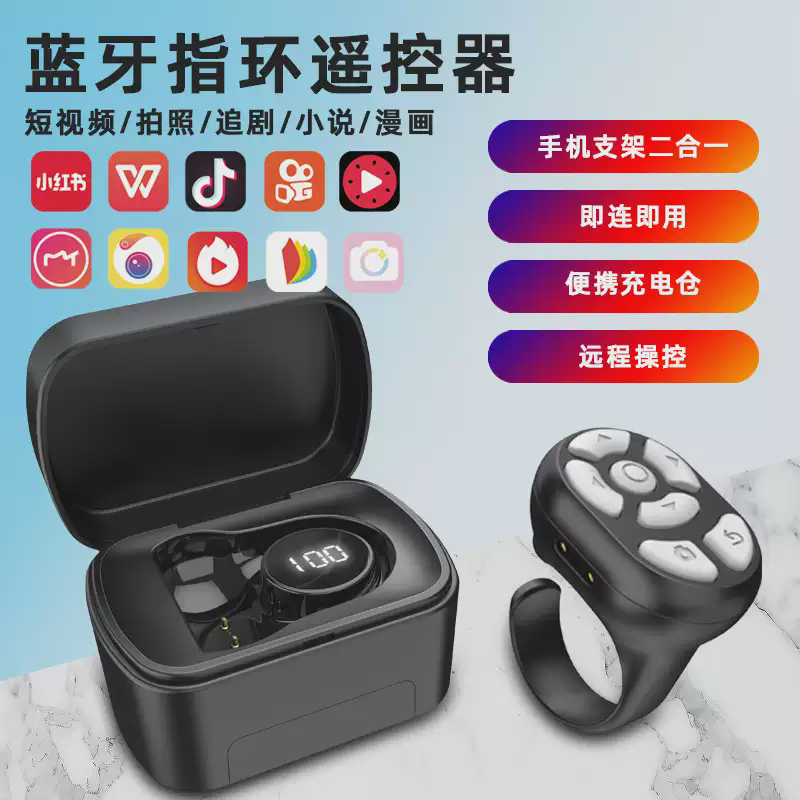 蓝牙指环遥控器
短视频/拍照/追剧/小说/漫画
小红书
手机支架二合一
即连即用
便携充电仓
远程操控
100